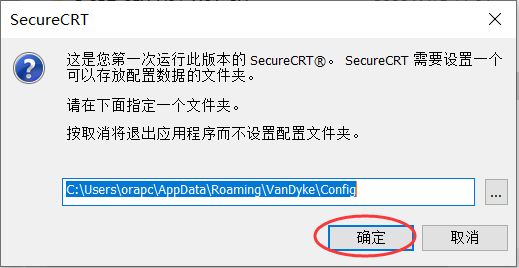 SecureCRT
这是您第一次运行此版本的 SecureCRT®。 SecureCRT 需要设置一个
可以存放配置数据的文件夹。
请在下面指定一个文件夹。
按取消将退出应用程序而不设置配置文件夹。
C:\Users\orapc\AppData\Roaming\VanDyke\Config
...
确定
取消